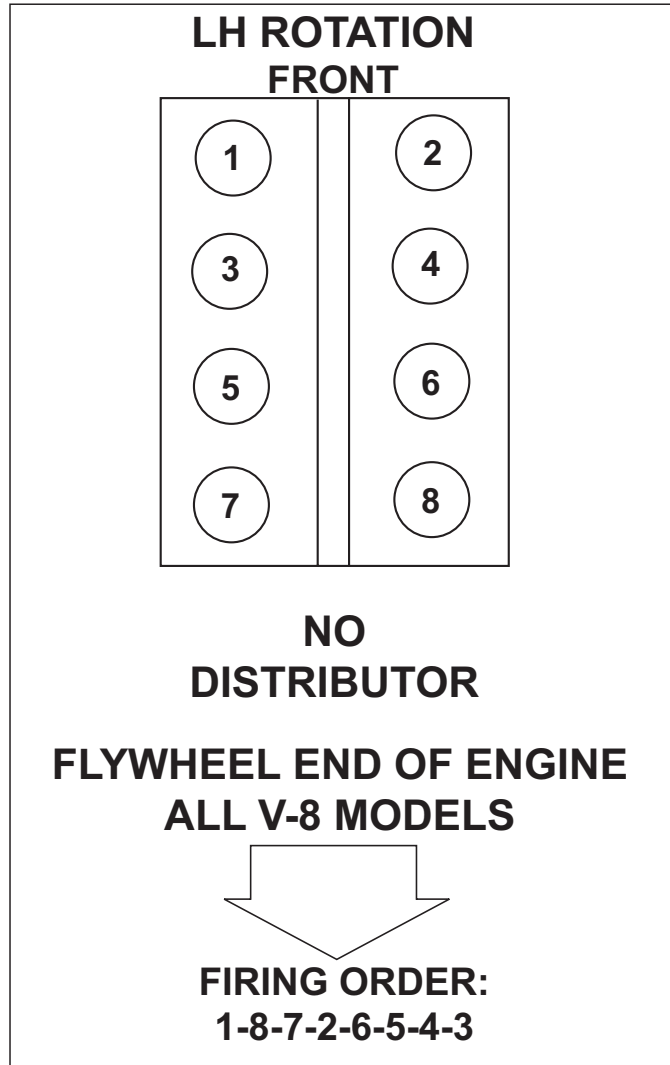 LH ROTATION
FRONT
1 2
3 4
5 6
7 8
NO
DISTRIBUTOR
FLYWHEEL END OF ENGINE
ALL V-8 MODELS
FIRING ORDER:
1-8-7-2-6-5-4-3